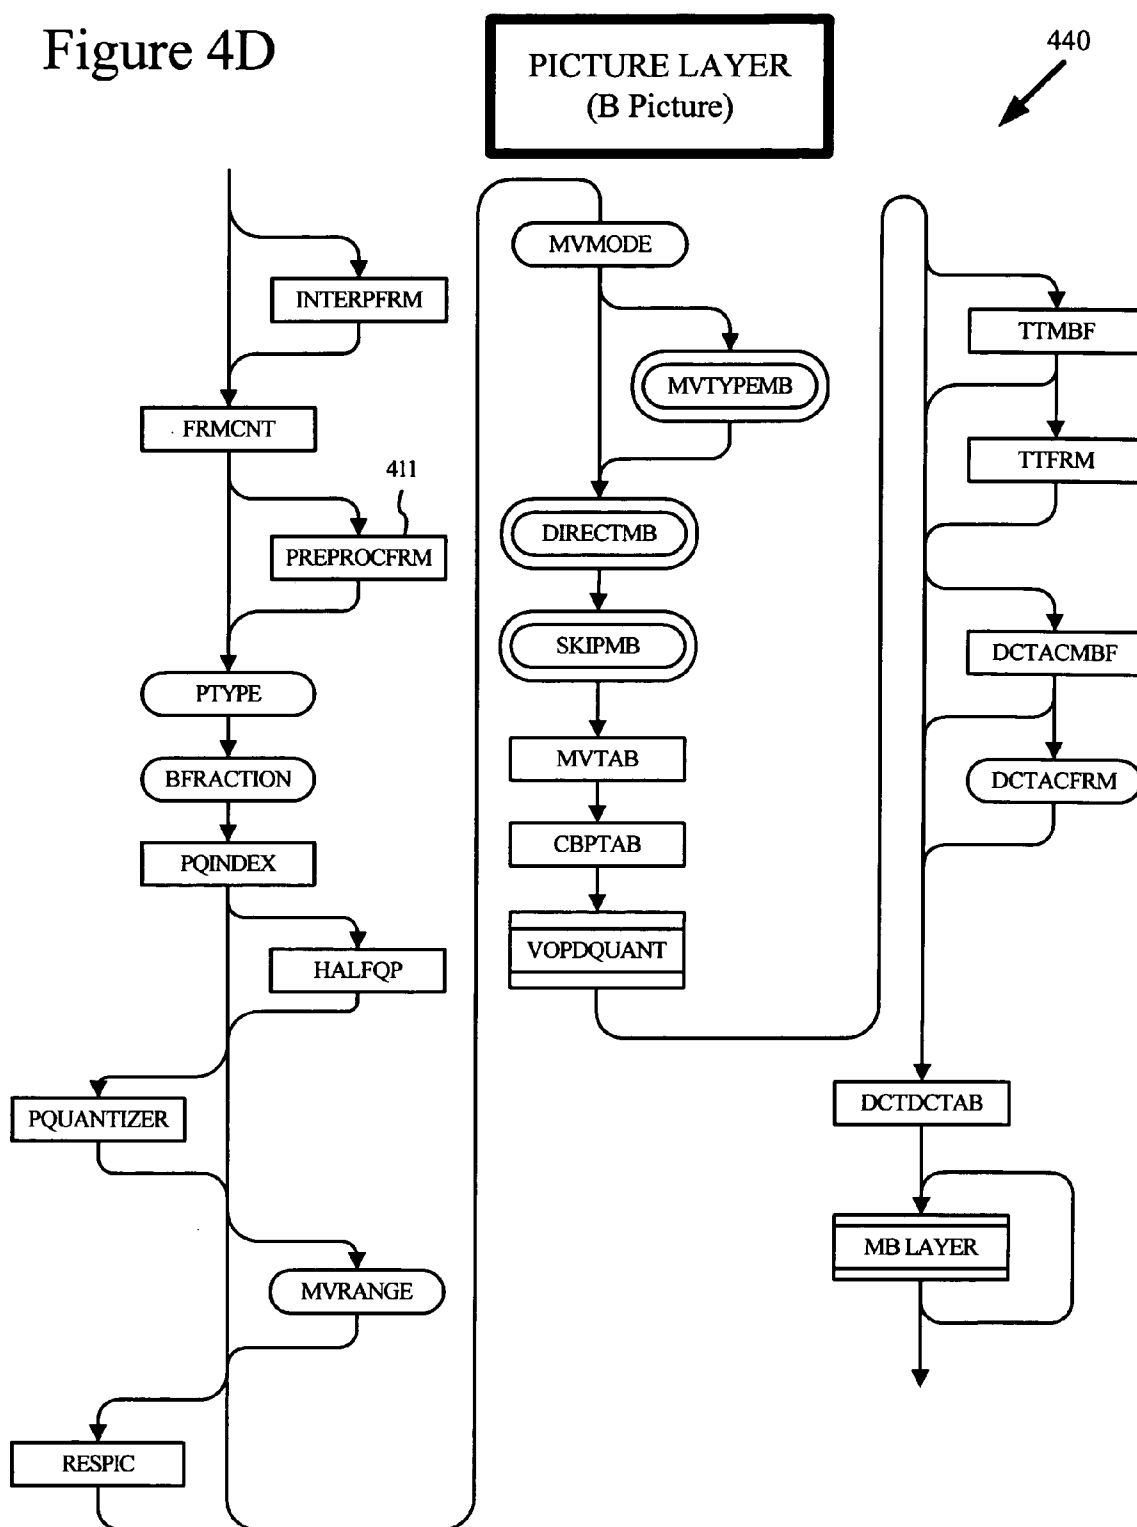 Figure 4D
PICTURE LAYER
(B Picture)
440
INTERPFRM
FRMCNT
411
PREPROCFRM
PTYPE
BFRACTION
PQINDEX
HALFQP
PQUANTIZER
MVRANGE
RESPIC
MVMODE
MVTYPEMB
DIRECTMB
SKIPMB
MVTAB
CBPTAB
VOPDQUANT
TTMBF
TTFRM
DCTACMBF
DCTACFRM
DCTDCTAB
MB LAYER